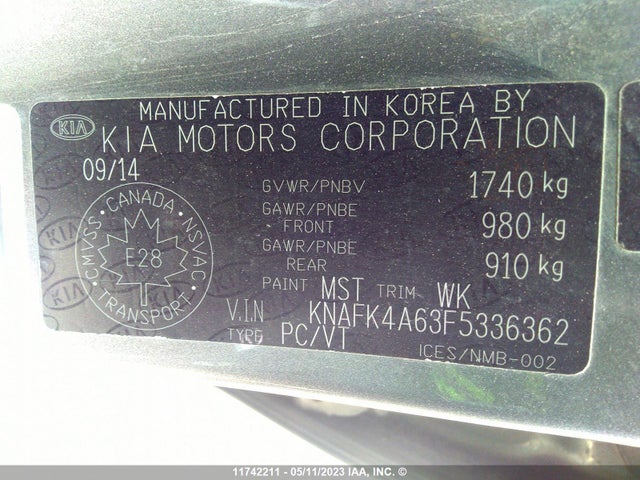 KIA
MANUFACTURED IN KOREA BY
KIA MOTORS CORPORATION
09/14
GVWR/PNBV 1740 kg
GAWR/PNBE FRONT 980 kg
GAWR/PNBE REAR 910 kg
PAINT MST TRIM WK
V.I.N KNAFK4A63F5336362
TYPE PC/VT
ICES/NMB-002
CANADA
CMVSS E28 NSVAC
TRANSPORT
11742211 - 05/11/2023 IAA, INC. ©